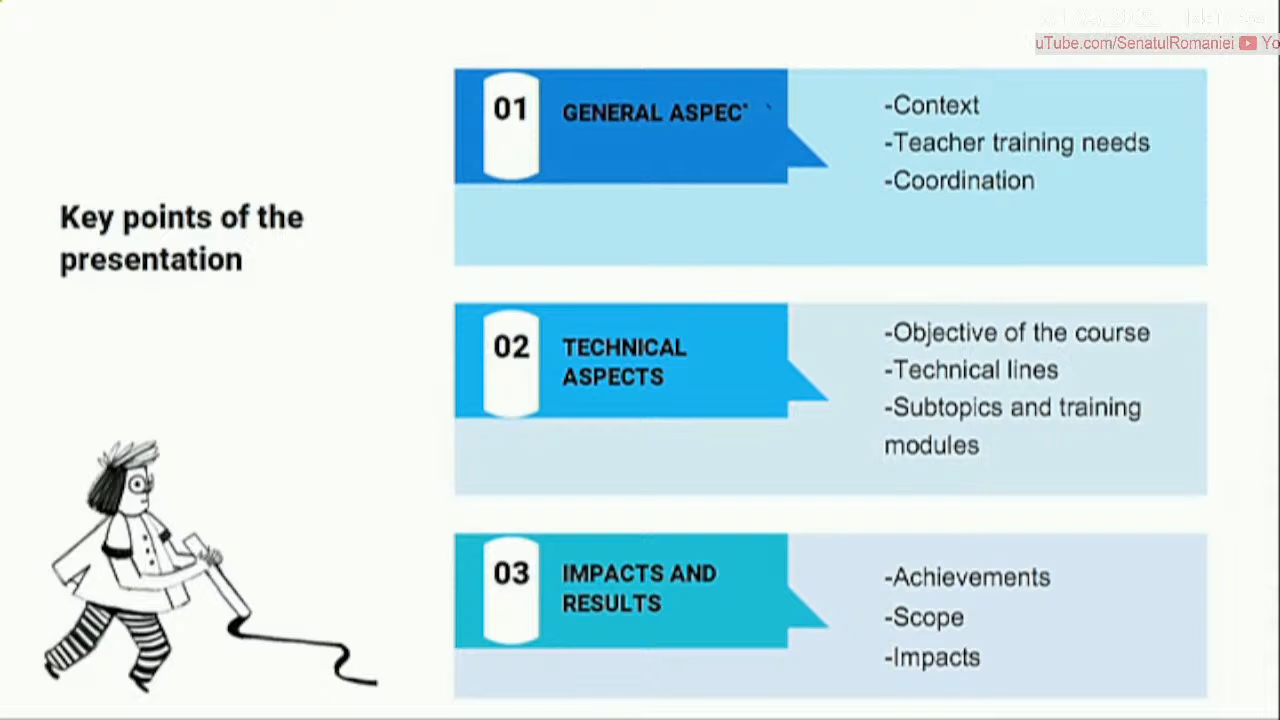 uTube.com/SenatulRomaniei Yo
Key points of the
presentation
01
GENERAL ASPEC
-Context
-Teacher training needs
-Coordination
02
TECHNICAL
ASPECTS
-Objective of the course
-Technical lines
-Subtopics and training
modules
03
IMPACTS AND
RESULTS
-Achievements
-Scope
-Impacts